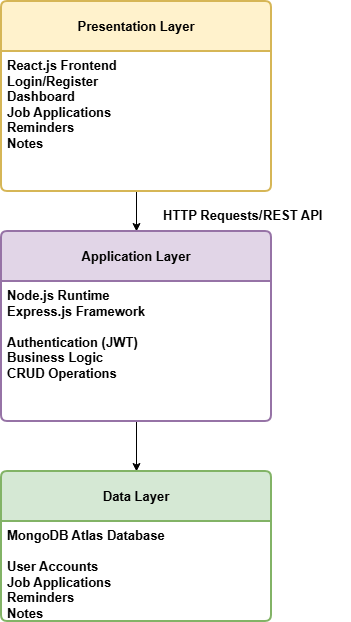 Presentation Layer
React.js Frontend
Login/Register
Dashboard
Job Applications
Reminders
Notes
HTTP Requests/REST API
Application Layer
Node.js Runtime
Express.js Framework
Authentication (JWT)
Business Logic
CRUD Operations
Data Layer
MongoDB Atlas Database
User Accounts
Job Applications
Reminders
Notes